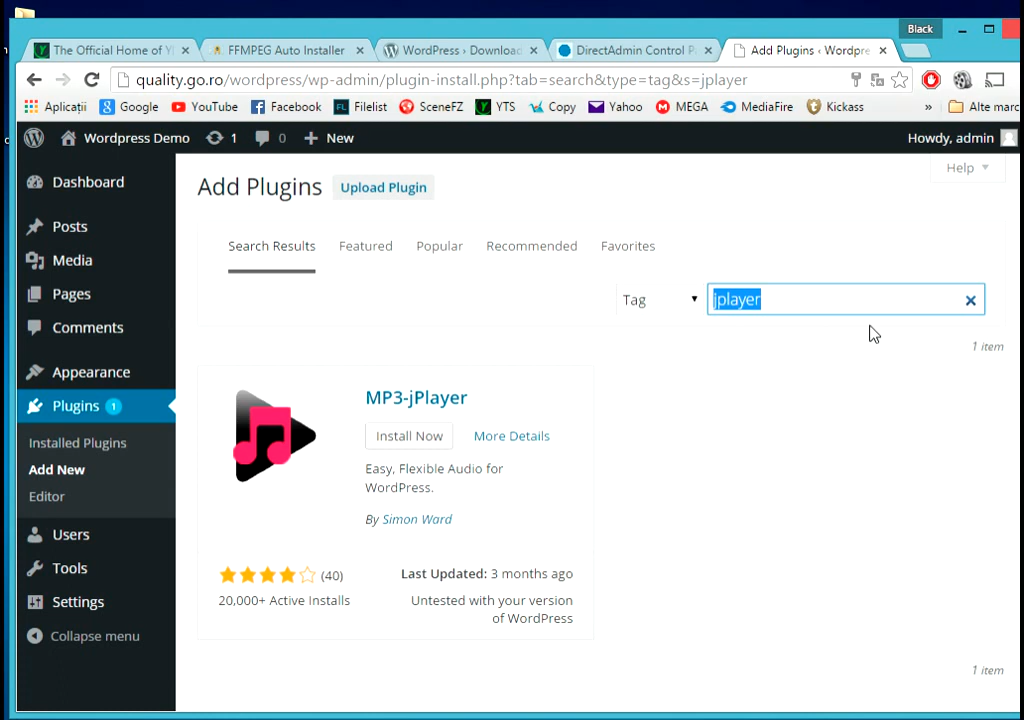 Black
The Official Home of Y
FFMPEG Auto Installer
WordPress › Download
DirectAdmin Control P
Add Plugins ‹ Wordpre
quality.go.ro/wordpress/wp-admin/plugin-install.php?tab=search&type=tag&s=jplayer
Aplicații Google YouTube Facebook Filelist SceneFZ YTS Copy Yahoo MEGA MediaFire Kickass » Alte marc
Wordpress Demo 1 0 New Howdy, admin
Help
Dashboard
Posts
Media
Pages
Comments
Appearance
Plugins 1
Installed Plugins
Add New
Editor
Users
Tools
Settings
Collapse menu
Add Plugins Upload Plugin
Search Results Featured Popular Recommended Favorites
Tag jplayer
1 item
MP3-jPlayer
Install Now More Details
Easy, Flexible Audio for
WordPress.
By Simon Ward
(40) Last Updated: 3 months ago
20,000+ Active Installs Untested with your version
of WordPress
1 item